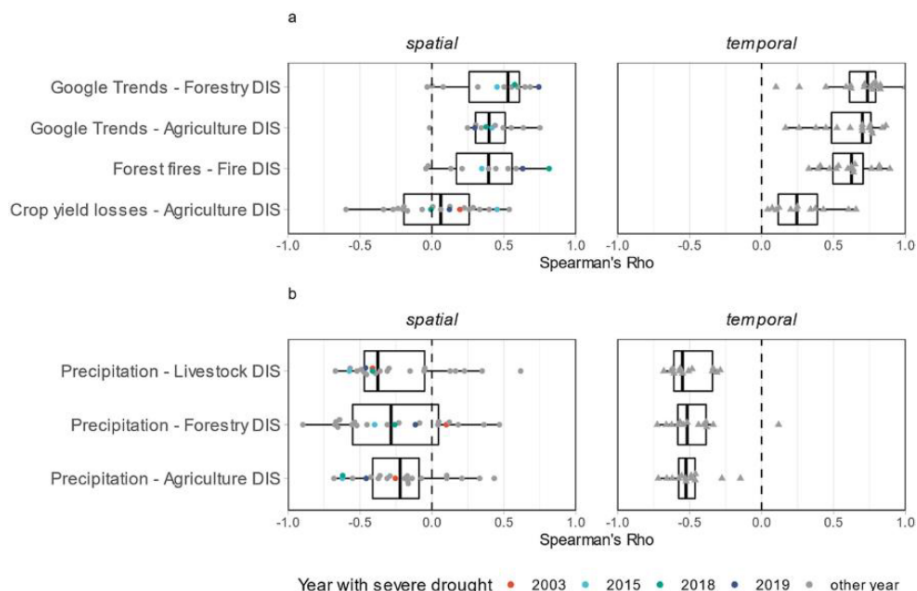 a
spatial
temporal
Google Trends - Forestry DIS
Google Trends - Agriculture DIS
Forest fires - Fire DIS
Crop yield losses - Agriculture DIS
-1.0 -0.5 0.0 0.5 1.0 -1.0 -0.5 0.0 0.5 1.0
Spearman's Rho
b
spatial
temporal
Precipitation - Livestock DIS
Precipitation - Forestry DIS
Precipitation - Agriculture DIS
-1.0 -0.5 0.0 0.5 1.0 -1.0 -0.5 0.0 0.5 1.0
Spearman's Rho
Year with severe drought 2003 2015 2018 2019 other year